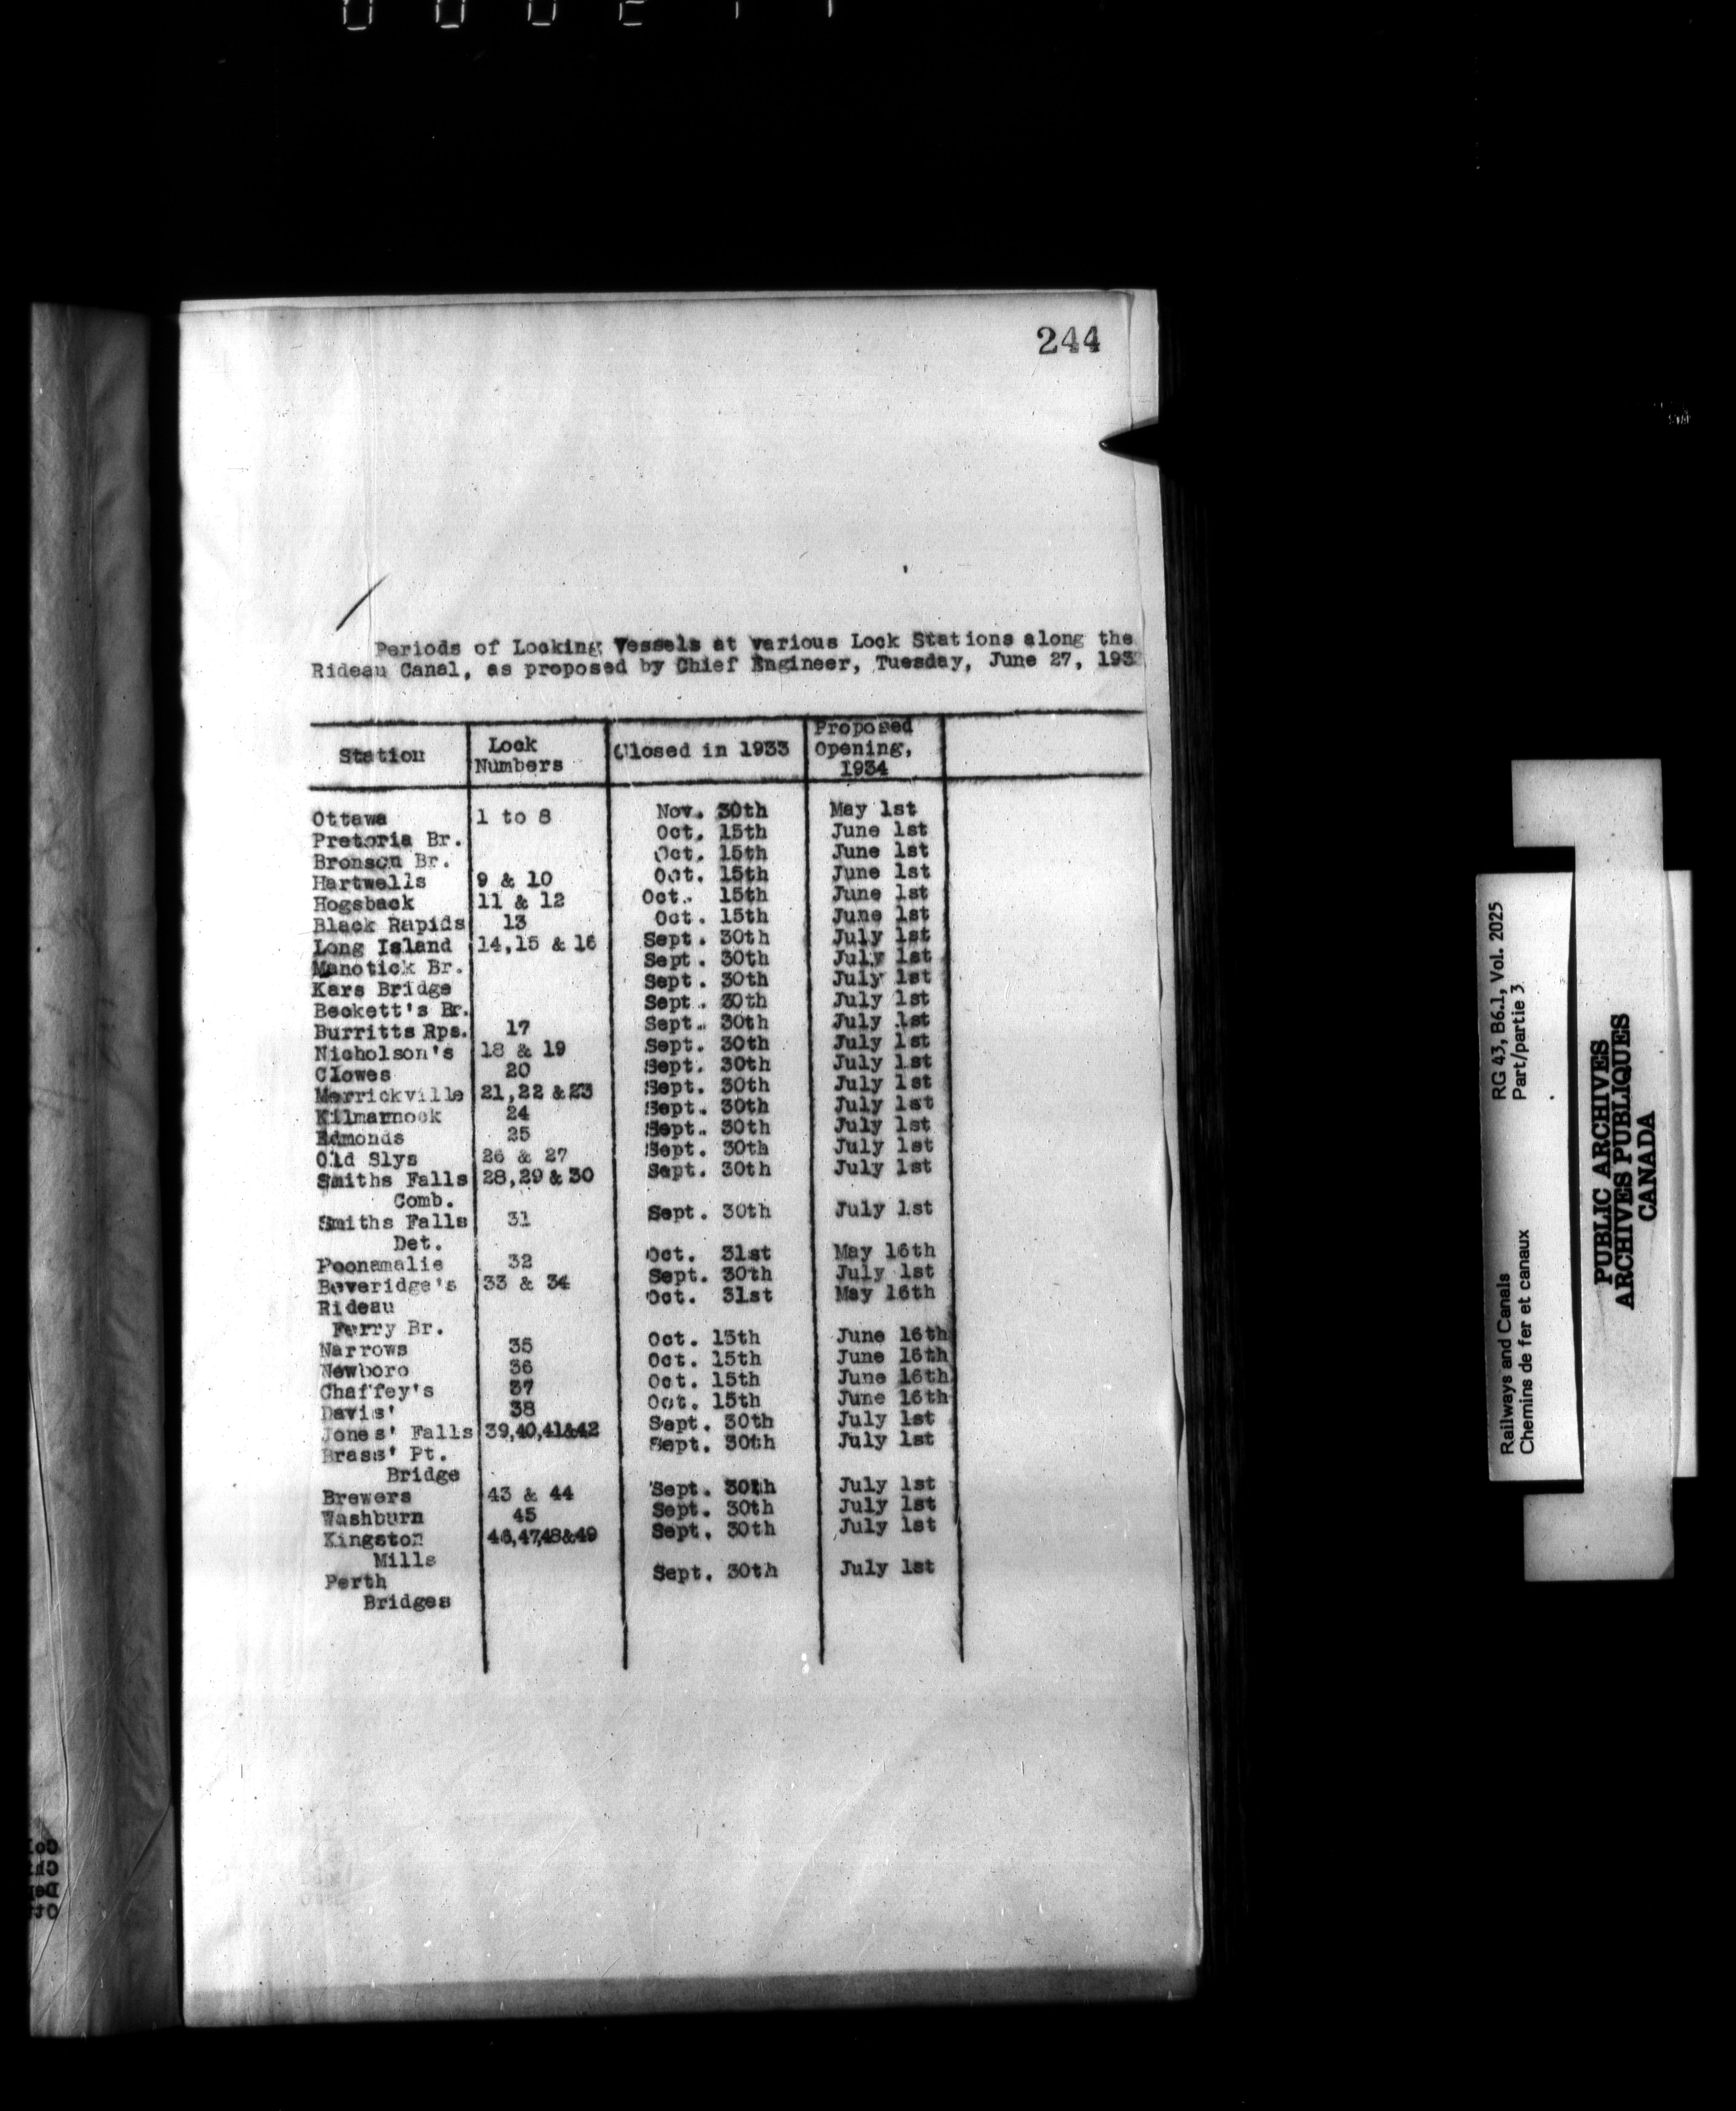 244
Periods of Locking Vessels at various Lock Stations along the
Rideau Canal, as proposed by Chief Engineer, Tuesday, June 27, 193
Station | Lock Numbers | Closed in 1933 | Proposed Opening, 1934
Ottawa | 1 to 8 | Nov. 30th | May 1st
Pretoria Br. | | Oct. 15th | June 1st
Bronson Br. | | Oct. 15th | June 1st
Hartwells | 9 & 10 | Oct. 15th | June 1st
Hogsback | 11 & 12 | Oct. 15th | June 1st
Black Rapids | 13 | Oct. 15th | June 1st
Long Island | 14,15 & 16 | Sept. 30th | July 1st
Manotick Br. | | Sept. 30th | July 1st
Kars Bridge | | Sept. 30th | July 1st
Beckett's Br. | | Sept. 30th | July 1st
Burritts Rps. | 17 | Sept. 30th | July 1st
Nicholson's | 18 & 19 | Sept. 30th | July 1st
Clowes | 20 | Sept. 30th | July 1st
Merrickville | 21,22 &23 | Sept. 30th | July 1st
Kilmarnock | 24 | Sept. 30th | July 1st
Edmonds | 25 | Sept. 30th | July 1st
Old Slys | 26 & 27 | Sept. 30th | July 1st
Smiths Falls | 28,29 & 30 | Sept. 30th | July 1st
Comb.
Smiths Falls | 31 | Sept. 30th | July 1st
Det.
Poonamalie | 32 | Oct. 31st | May 16th
Beveridge's | 33 & 34 | Sept. 30th | July 1st
Rideau | | Oct. 31st | May 16th
Ferry Br.
Narrows | 35 | Oct. 15th | June 16th
Newboro | 36 | Oct. 15th | June 16th
Chaffey's | 37 | Oct. 15th | June 16th
Davis' | 38 | Oct. 15th | June 16th
Jones' Falls | 39,40,41&42 | Sept. 30th | July 1st
Brass' Pt. | | Sept. 30th | July 1st
Bridge
Brewers | 43 & 44 | Sept. 30th | July 1st
Washburn | 45 | Sept. 30th | July 1st
Kingston | 46,47,48&49 | Sept. 30th | July 1st
Mills
Perth | | Sept. 30th | July 1st
Bridges
Railways and Canals RG 43, B6.1, Vol. 2025
Chemins de fer et canaux Part/partie 3
PUBLIC ARCHIVES
ARCHIVES PUBLIQUES
CANADA